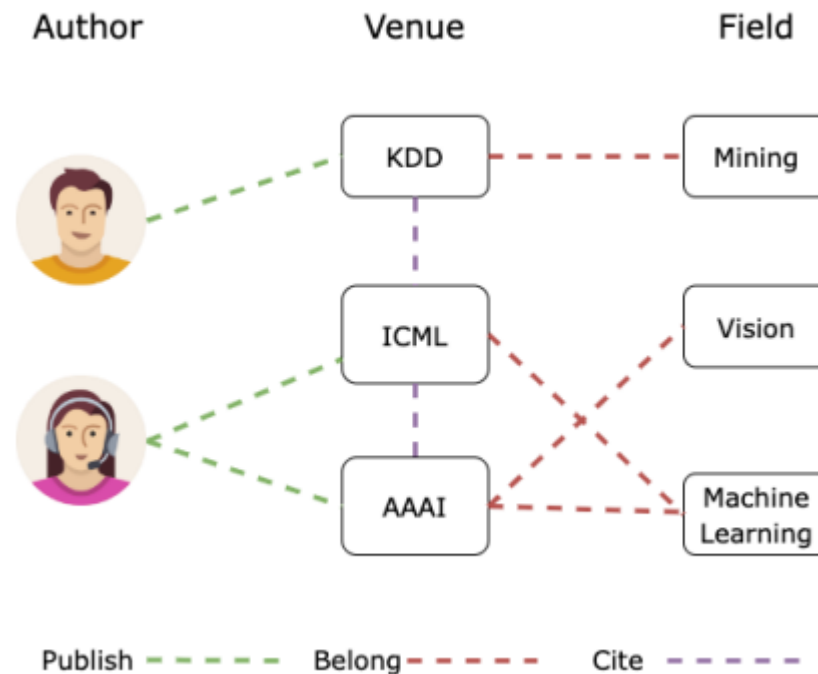 Author Venue Field
KDD Mining
ICML Vision
AAAI Machine
Learning
Publish Belong Cite